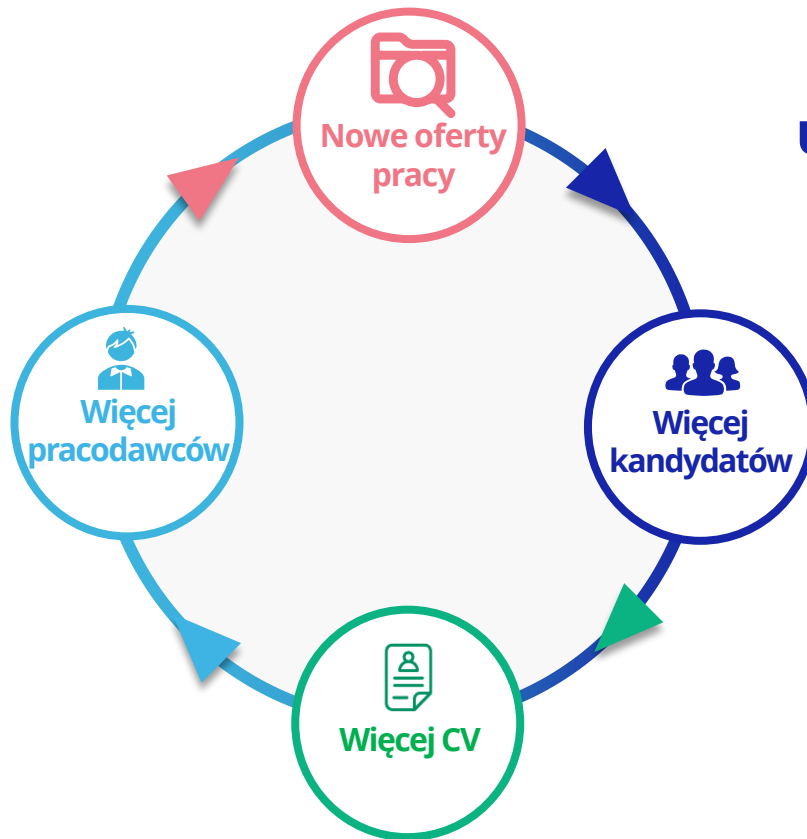 Nowe oferty
pracy
Więcej
pracodawców
Więcej
kandydatów
Więcej CV